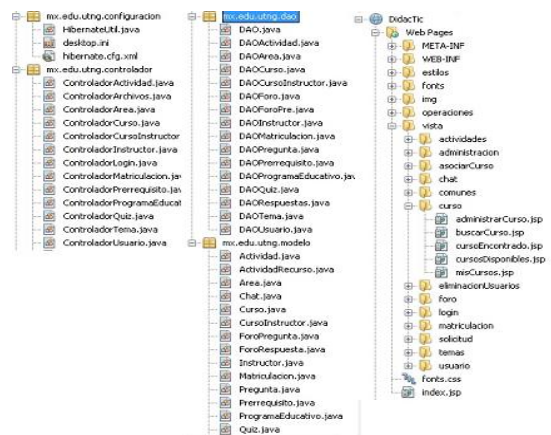 mx.edu.utng.configuracion
HibernateUtil.java
desktop.ini
hibernate.cfg.xml
mx.edu.utng.controlador
ControladorActividad.java
ControladorArchivos.java
ControladorArea.java
ControladorCurso.java
ControladorCursoInstructor
ControladorInstructor.java
ControladorLogin.java
ControladorMatriculacion.jav
ControladorPrerrequisito.jav
ControladorProgramaEducat
ControladorQuiz.java
ControladorTema.java
ControladorUsuario.java
mx.edu.utng.dao
DAO.java
DAOActividad.java
DAOArea.java
DAOCurso.java
DAOCursoInstructor.java
DAOForo.java
DAOForoPre.java
DAOInstructor.java
DAOMatriculacion.java
DAOPregunta.java
DAOPrerrequisito.java
DAOProgramaEducativo.jav
DAOQuiz.java
DAORespuestas.java
DAOTema.java
DAOUsuario.java
mx.edu.utng.modelo
Actividad.java
ActividadRecurso.java
Area.java
Chat.java
Curso.java
CursoInstructor.java
ForoPregunta.java
ForoRespuesta.java
Instructor.java
Matriculacion.java
Pregunta.java
Prerrequisito.java
ProgramaEducativo.java
Quiz.java
DidacTic
Web Pages
META-INF
WEB-INF
estilos
fonts
img
operaciones
vista
actividades
administracion
asociarCurso
chat
comunes
curso
administrarCurso.jsp
buscarCurso.jsp
cursoEncontrado.jsp
cursosDisponibles.jsp
misCursos.jsp
eliminacionUsuarios
foro
login
matriculacion
solicitud
temas
usuario
fonts.css
index.jsp